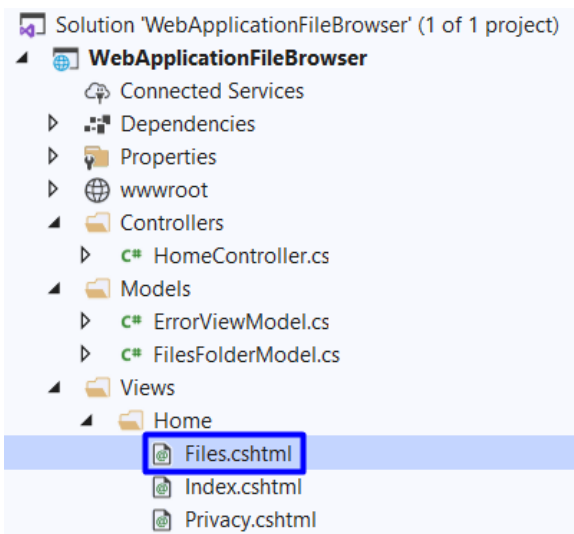 Solution 'WebApplicationFileBrowser' (1 of 1 project)
WebApplicationFileBrowser
Connected Services
Dependencies
Properties
wwwroot
Controllers
C# HomeController.cs
Models
C# ErrorViewModel.cs
C# FilesFolderModel.cs
Views
Home
Files.cshtml
Index.cshtml
Privacy.cshtml